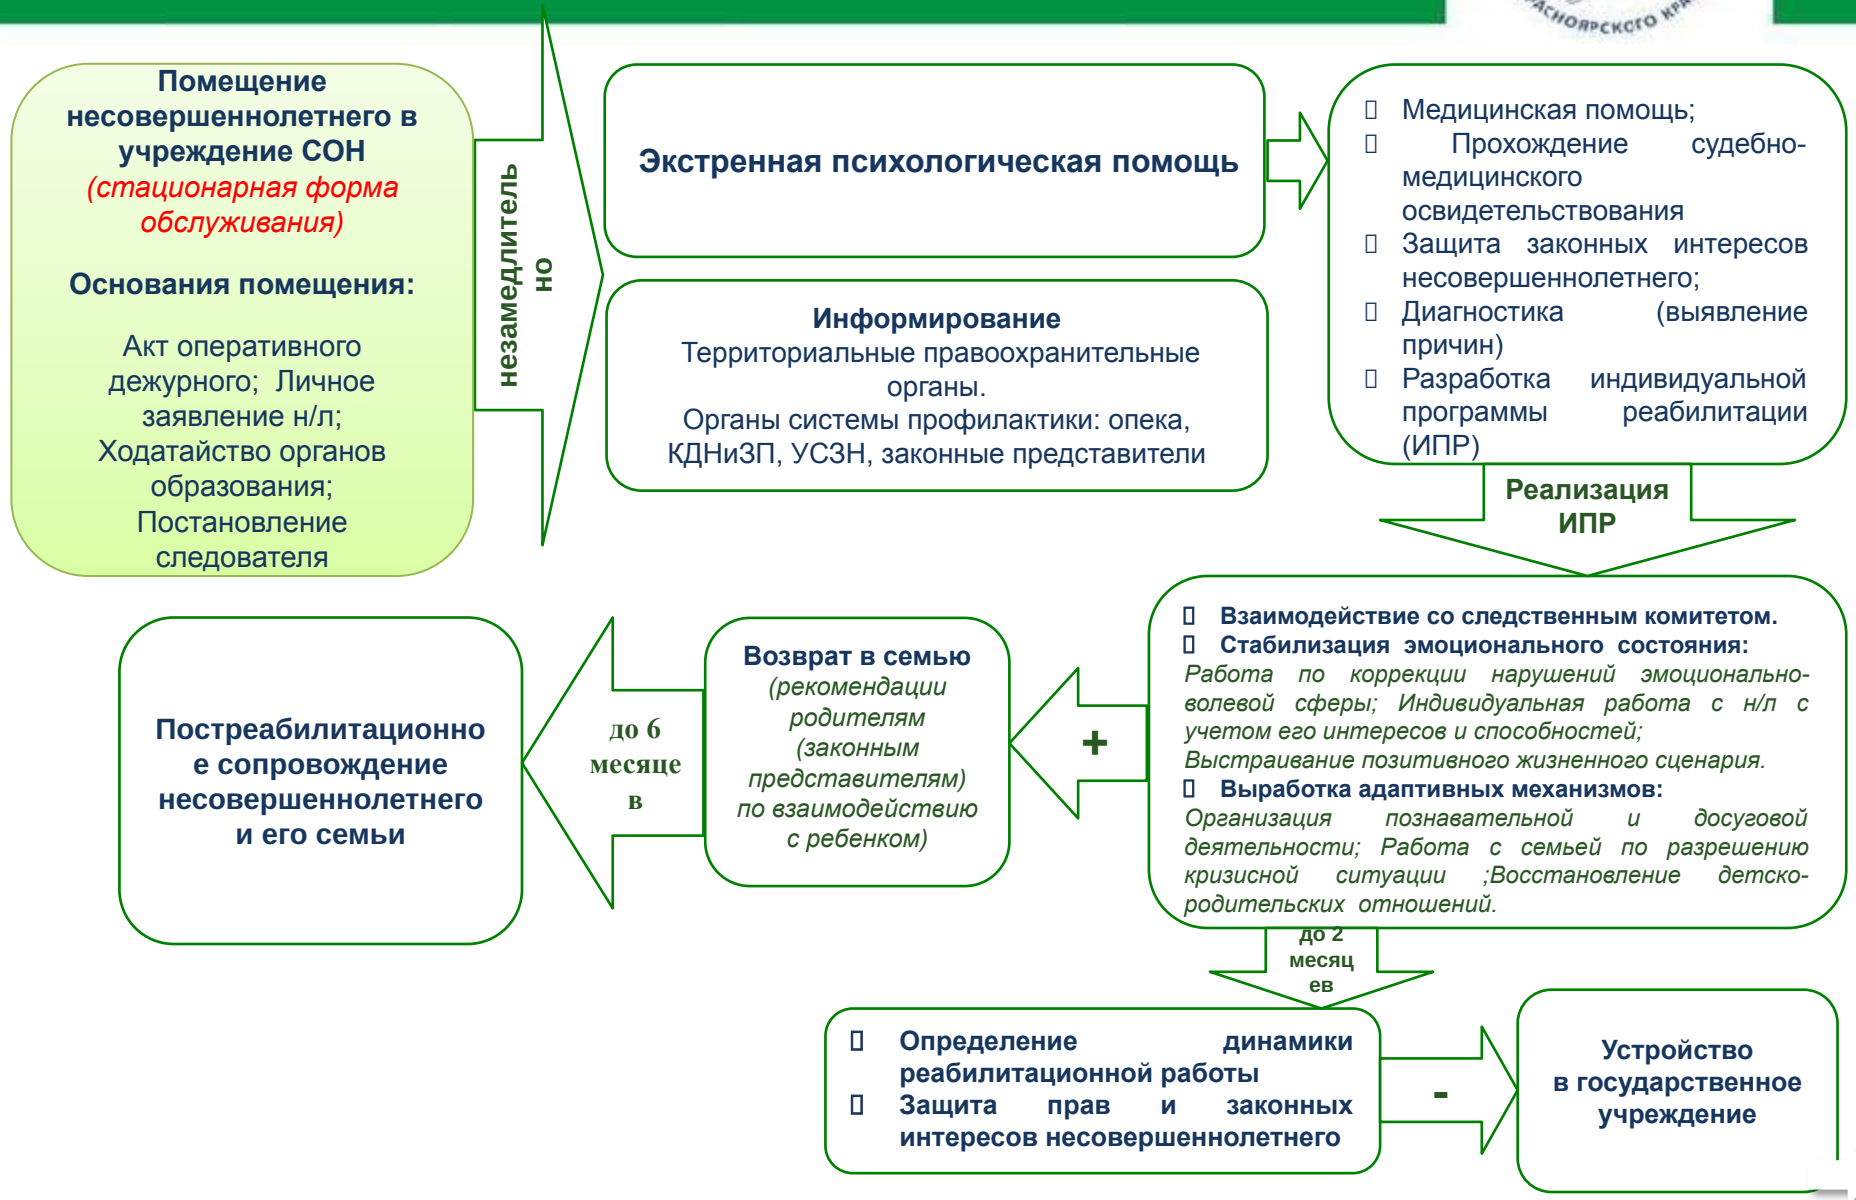 КРАСНОЯРСКОГО
Помещение
несовершеннолетнего в
учреждение СОН
(стационарная форма
обслуживания)
Основания помещения:
Акт оперативного
дежурного; Личное
заявление н/л;
Ходатайство органов
образования;
Постановление
следователя
незамедлитель
но
Экстренная психологическая помощь
Информирование
Территориальные правоохранительные
органы.
Органы системы профилактики: опека,
КДНиЗП, УСЗН, законные представители
Медицинская помощь;
Прохождение судебно-
медицинского
освидетельствования
Защита законных интересов
несовершеннолетнего;
Диагностика (выявление
причин)
Разработка индивидуальной
программы реабилитации
(ИПР)
Реализация
ИПР
Взаимодействие со следственным комитетом.
Стабилизация эмоционального состояния:
Работа по коррекции нарушений эмоционально-
волевой сферы; Индивидуальная работа с н/л с
учетом его интересов и способностей;
Выстраивание позитивного жизненного сценария.
Выработка адаптивных механизмов:
Организация познавательной и досуговой
деятельности; Работа с семьей по разрешению
кризисной ситуации ;Восстановление детско-
родительских отношений.
+
Возврат в семью
(рекомендации
родителям
(законным
представителям)
по взаимодействию
с ребенком)
до 6
месяце
в
Постреабилитационно
е сопровождение
несовершеннолетнего
и его семьи
до 2
месяц
ев
Определение динамики
реабилитационной работы
Защита прав и законных
интересов несовершеннолетнего
-
Устройство
в государственное
учреждение